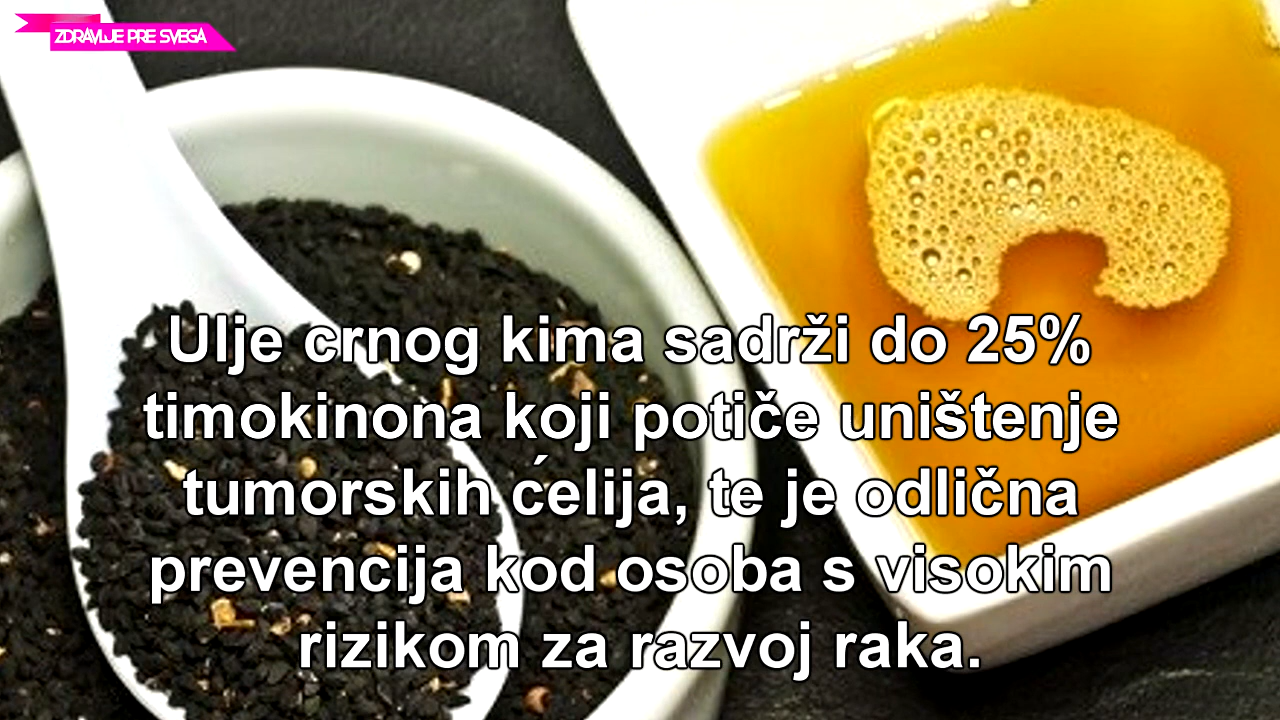 ZDRAVLJE PRE SVEGA
Ulje crnog kima sadrži do 25%
timokinona koji potiče uništenje
tumorskih ćelija, te je odlična
prevencija kod osoba s visokim
rizikom za razvoj raka.